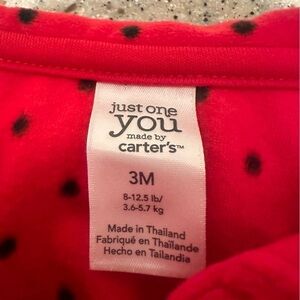 just one
you
made by
carter's™
3M
8-12.5 lb/
3.6-5.7 kg
Made in Thailand
Fabriqué en Thaïlande
Hecho en Tailandia